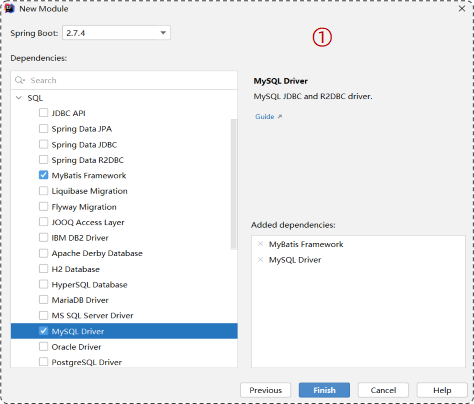 New Module
Spring Boot: 2.7.4
①
Dependencies:
Search
SQL
JDBC API
Spring Data JPA
Spring Data JDBC
Spring Data R2DBC
MyBatis Framework
Liquibase Migration
Flyway Migration
JOOQ Access Layer
IBM DB2 Driver
Apache Derby Database
H2 Database
HyperSQL Database
MariaDB Driver
MS SQL Server Driver
MySQL Driver
Oracle Driver
PostgreSQL Driver
MySQL Driver
MySQL JDBC and R2DBC driver.
Guide ↗
Added dependencies:
× MyBatis Framework
× MySQL Driver
Previous
Finish
Cancel
Help